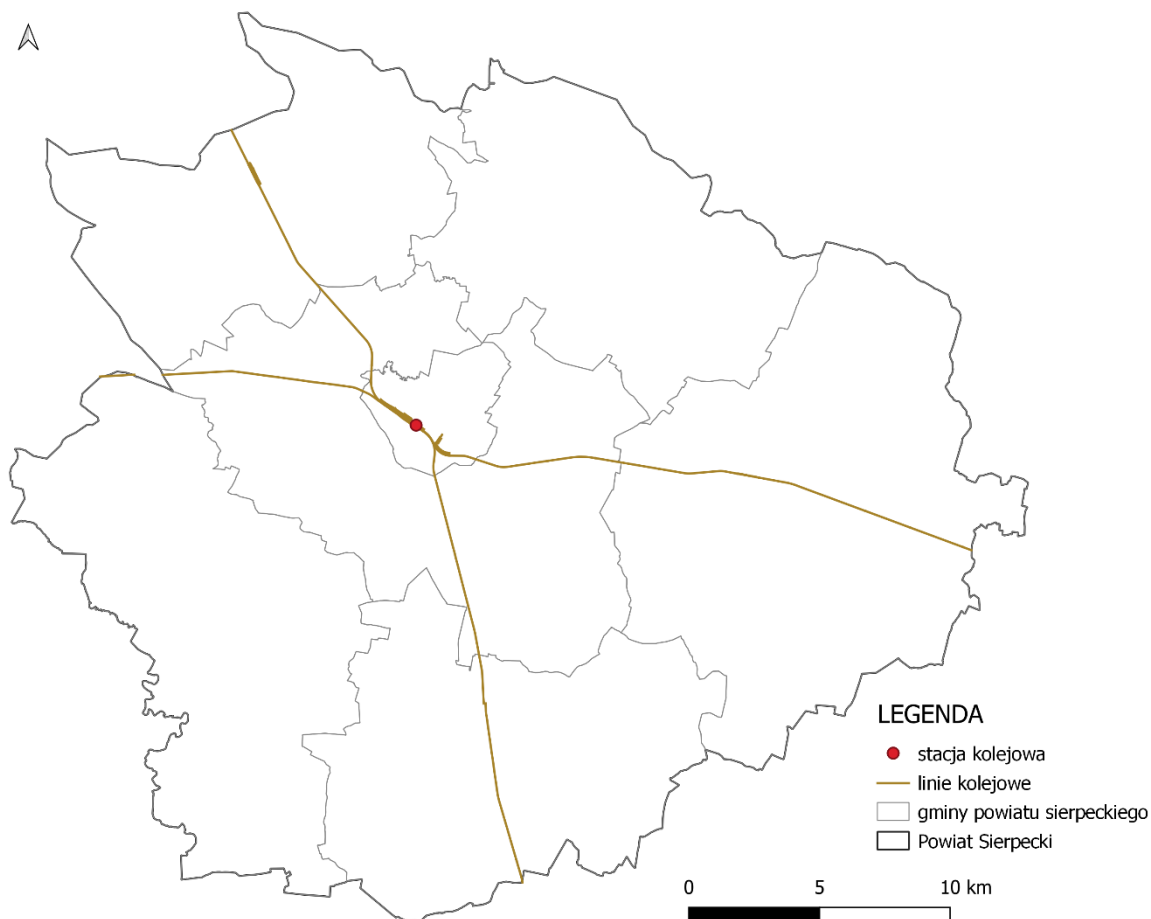 LEGENDA
stacja kolejowa
linie kolejowe
gminy powiatu sierpeckiego
Powiat Sierpecki
0 5 10 km